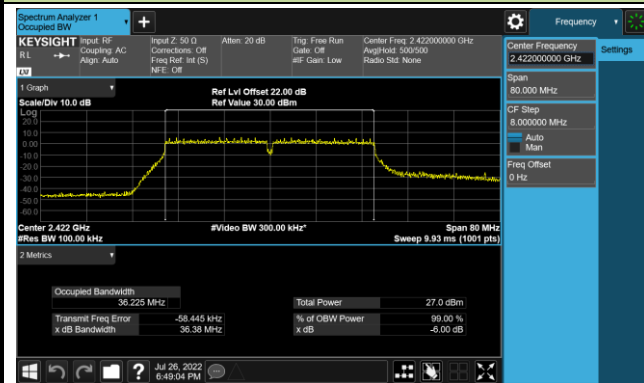 Spectrum Analyzer 1
Occupied BW
+
Frequency
KEYSIGHT
RL
LXI
Input: RF
Coupling: AC
Align: Auto
Input Z: 50 Ω
Corrections: Off
Freq Ref: Int (S)
NFE: Off
Atten: 20 dB
Trig: Free Run
Gate: Off
#IF Gain: Low
Center Freq: 2.422000000 GHz
Avg|Hold: 500/500
Radio Std: None
Center Frequency
2.422000000 GHz
Settings
Span
80.000 MHz
CF Step
8.000000 MHz
Auto
Man
Freq Offset
0 Hz
1 Graph
Scale/Div 10.0 dB
Ref Lvl Offset 22.00 dB
Ref Value 30.00 dBm
Log
20.0
10.0
0.00
-10.0
-20.0
-30.0
-40.0
-50.0
-60.0
Center 2.422 GHz
#Video BW 300.00 kHz*
Span 80 MHz
#Res BW 100.00 kHz
Sweep 9.93 ms (1001 pts)
2 Metrics
Occupied Bandwidth
36.225 MHz
Total Power 27.0 dBm
Transmit Freq Error -58.445 kHz
% of OBW Power 99.00 %
x dB Bandwidth 36.38 MHz
x dB -6.00 dB
?
Jul 26, 2022
6:49:04 PM